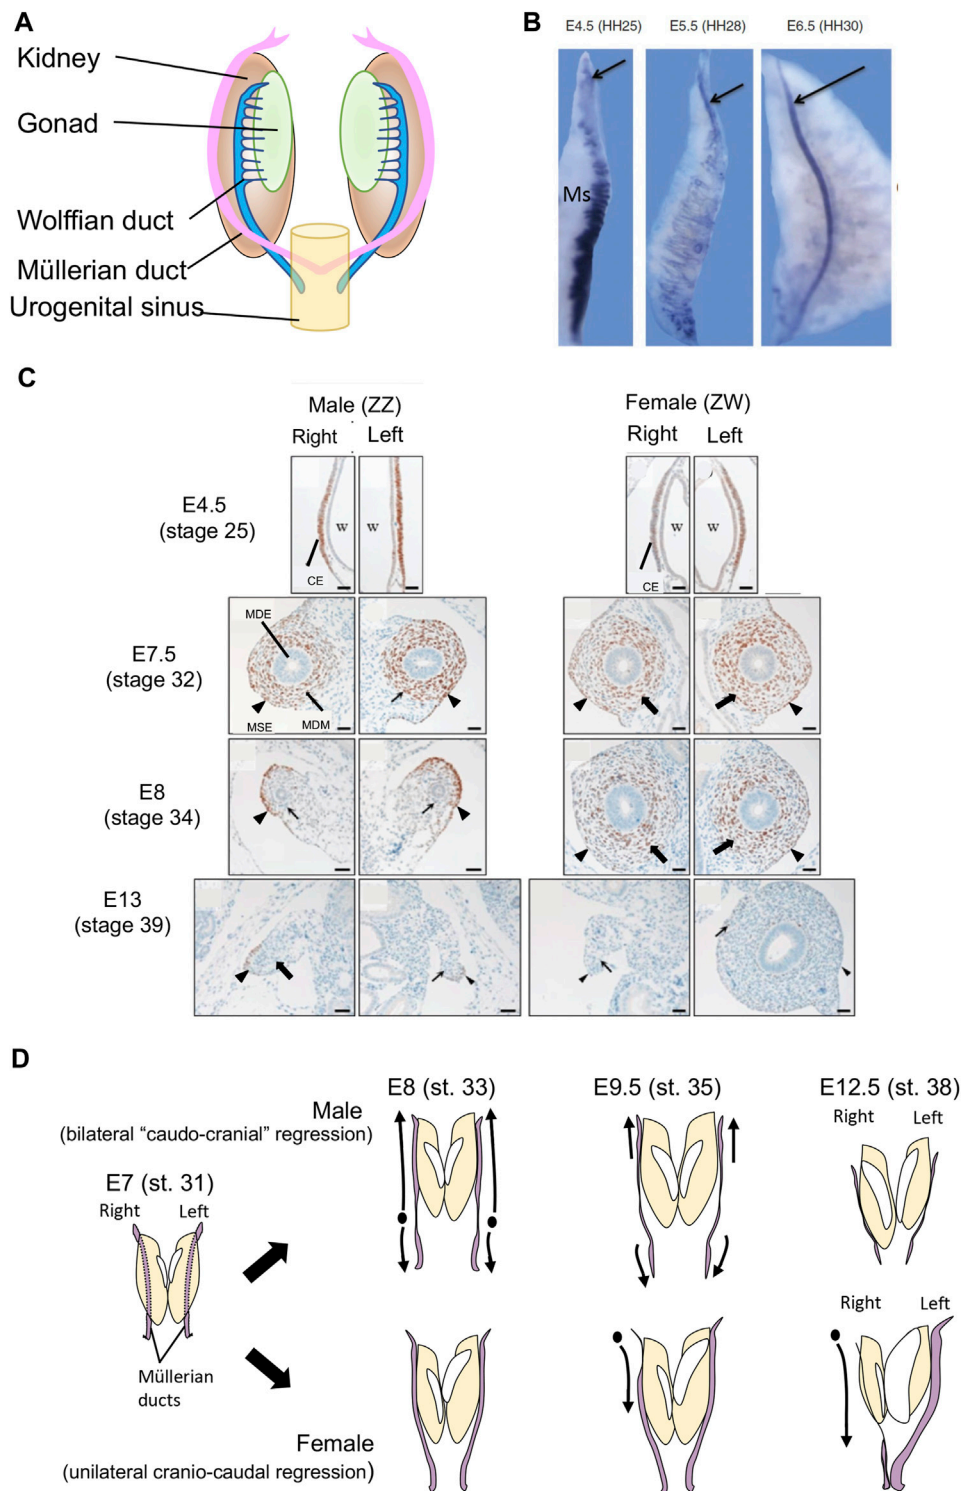 A
Kidney
Gonad
Wolffian duct
Müllerian duct
Urogenital sinus
B
E4.5 (HH25) E5.5 (HH28) E6.5 (HH30)
Ms
C
Male (ZZ) Female (ZW)
Right Left Right Left
E4.5
(stage 25)
W W W W
CE CE
E7.5
(stage 32)
MDE
MSE MDM
E8
(stage 34)
E13
(stage 39)
D
E8 (st. 33) E9.5 (st. 35) E12.5 (st. 38)
Male
(bilateral "caudo-cranial" regression)
Right Left
E7 (st. 31)
Right Left
Müllerian
ducts
Right Left
Female
(unilateral cranio-caudal regression)